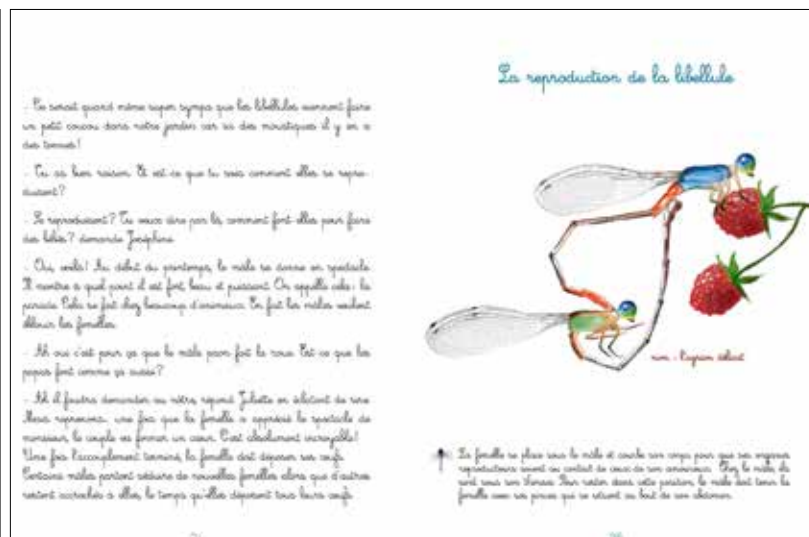 - Ce serait quand même super sympa que les libellules viennent faire
un petit coucou dans notre jardin car ici des moustiques il y en a
des tonnes !
- Tu as bien raison. Et est-ce que tu sais comment elles se repro-
duisent ?
- Se reproduisent ? Tu veux dire par là, comment font-elles pour faire
des bébés ? demande Joséphine.
- Oui, voilà ! Au début du printemps, le mâle se donne en spectacle.
Il montre à quel point il est fort, beau et puissant. On appelle cela : la
parade. Cela se fait chez beaucoup d'animaux. En fait les mâles veulent
éblouir les femelles.
- Ah oui c'est pour ça que le mâle paon fait la roue. Est-ce que les
papas font comme ça aussi ?
- Ah il faudra demander au nôtre, répond Juliette en éclatant de rire.
Mais reprenons, une fois que la femelle a apprécié le spectacle de
monsieur, le couple va former un cœur. C'est absolument incroyable !
Une fois l'accouplement terminé, la femelle doit déposer ses œufs.
Certains mâles partent séduire de nouvelles femelles alors que d'autres
restent accrochés à elles, le temps qu'elles déposent tous leurs œufs.
La reproduction de la libellule
nom : l'agrion délicat
La femelle se place sous le mâle et courbe son corps pour que ses organes
reproducteurs soient au contact de ceux de son amoureux. Chez le mâle, ils
sont sous son thorax. Pour rester dans cette position, le mâle doit tenir la
femelle avec ses pinces qui se situent au bout de son abdomen.